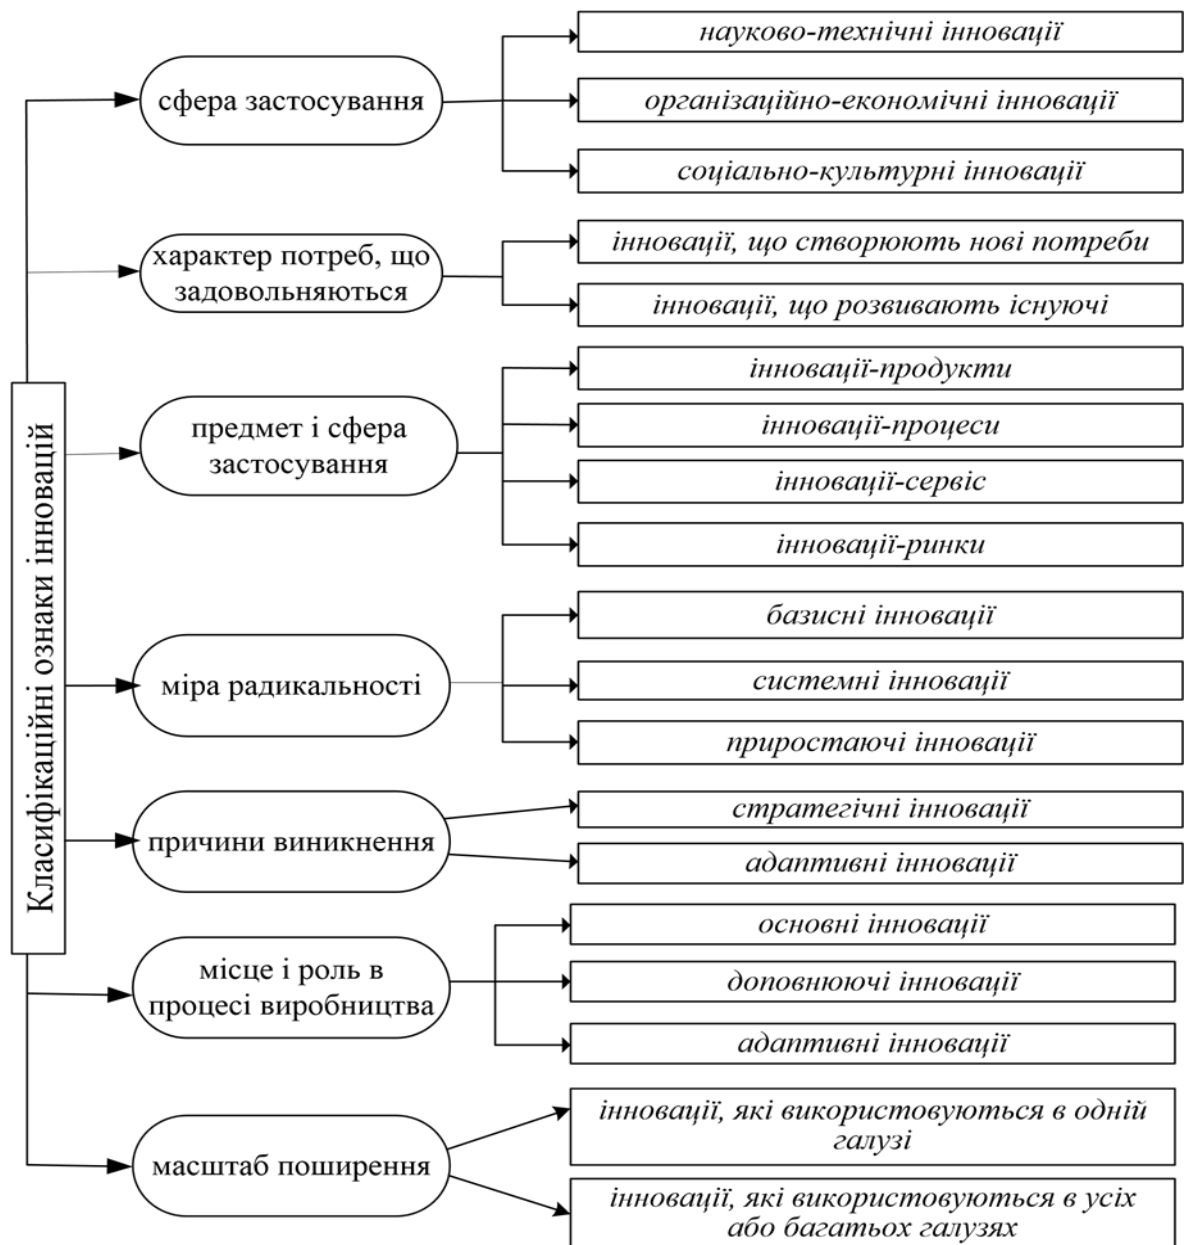 Класифікаційні ознаки інновацій
сфера застосування
науково-технічні інновації
організаційно-економічні інновації
соціально-культурні інновації
характер потреб, що
задовольняються
інновації, що створюють нові потреби
інновації, що розвивають існуючі
предмет і сфера
застосування
інновації-продукти
інновації-процеси
інновації-сервіс
інновації-ринки
міра радикальності
базисні інновації
системні інновації
приростаючі інновації
причини виникнення
стратегічні інновації
адаптивні інновації
місце і роль в
процесі виробництва
основні інновації
доповнюючі інновації
адаптивні інновації
масштаб поширення
інновації, які використовуються в одній
галузі
інновації, які використовуються в усіх
або багатьох галузях